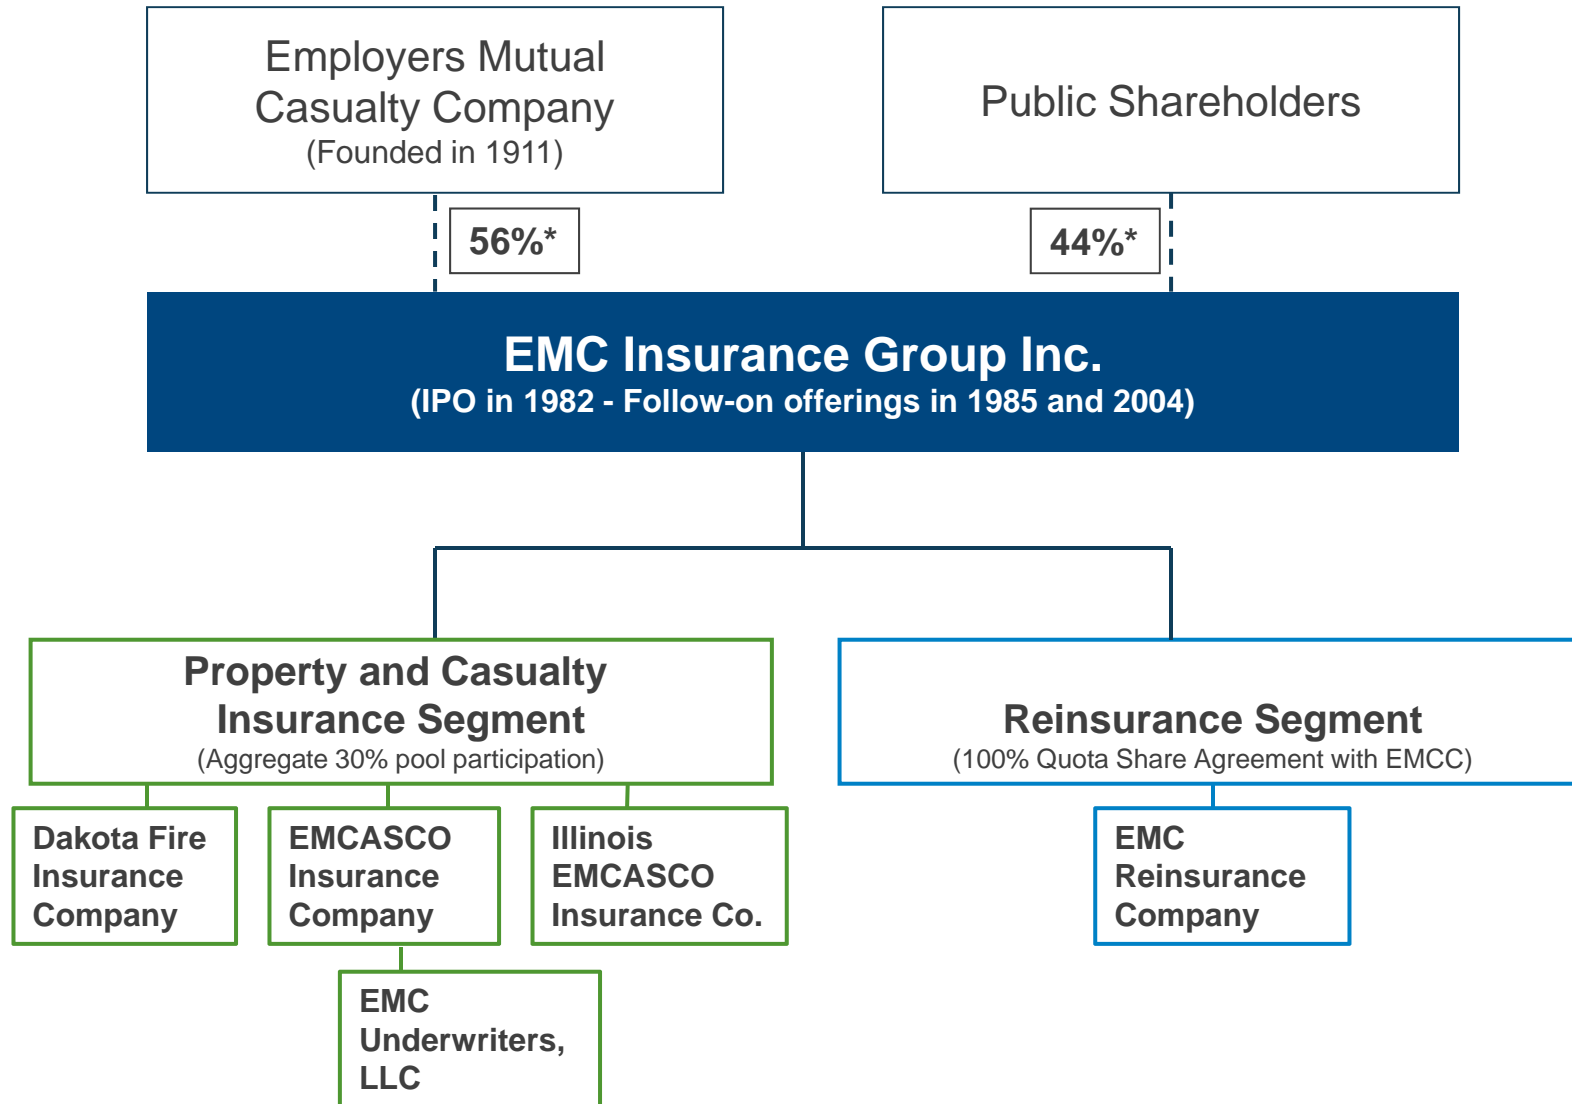 Employers Mutual
Casualty Company
(Founded in 1911)
Public Shareholders
56%*
44%*
EMC Insurance Group Inc.
(IPO in 1982 - Follow-on offerings in 1985 and 2004)
Property and Casualty
Insurance Segment
(Aggregate 30% pool participation)
Reinsurance Segment
(100% Quota Share Agreement with EMCC)
Dakota Fire
Insurance
Company
EMCASCO
Insurance
Company
Illinois
EMCASCO
Insurance Co.
EMC
Reinsurance
Company
EMC
Underwriters,
LLC